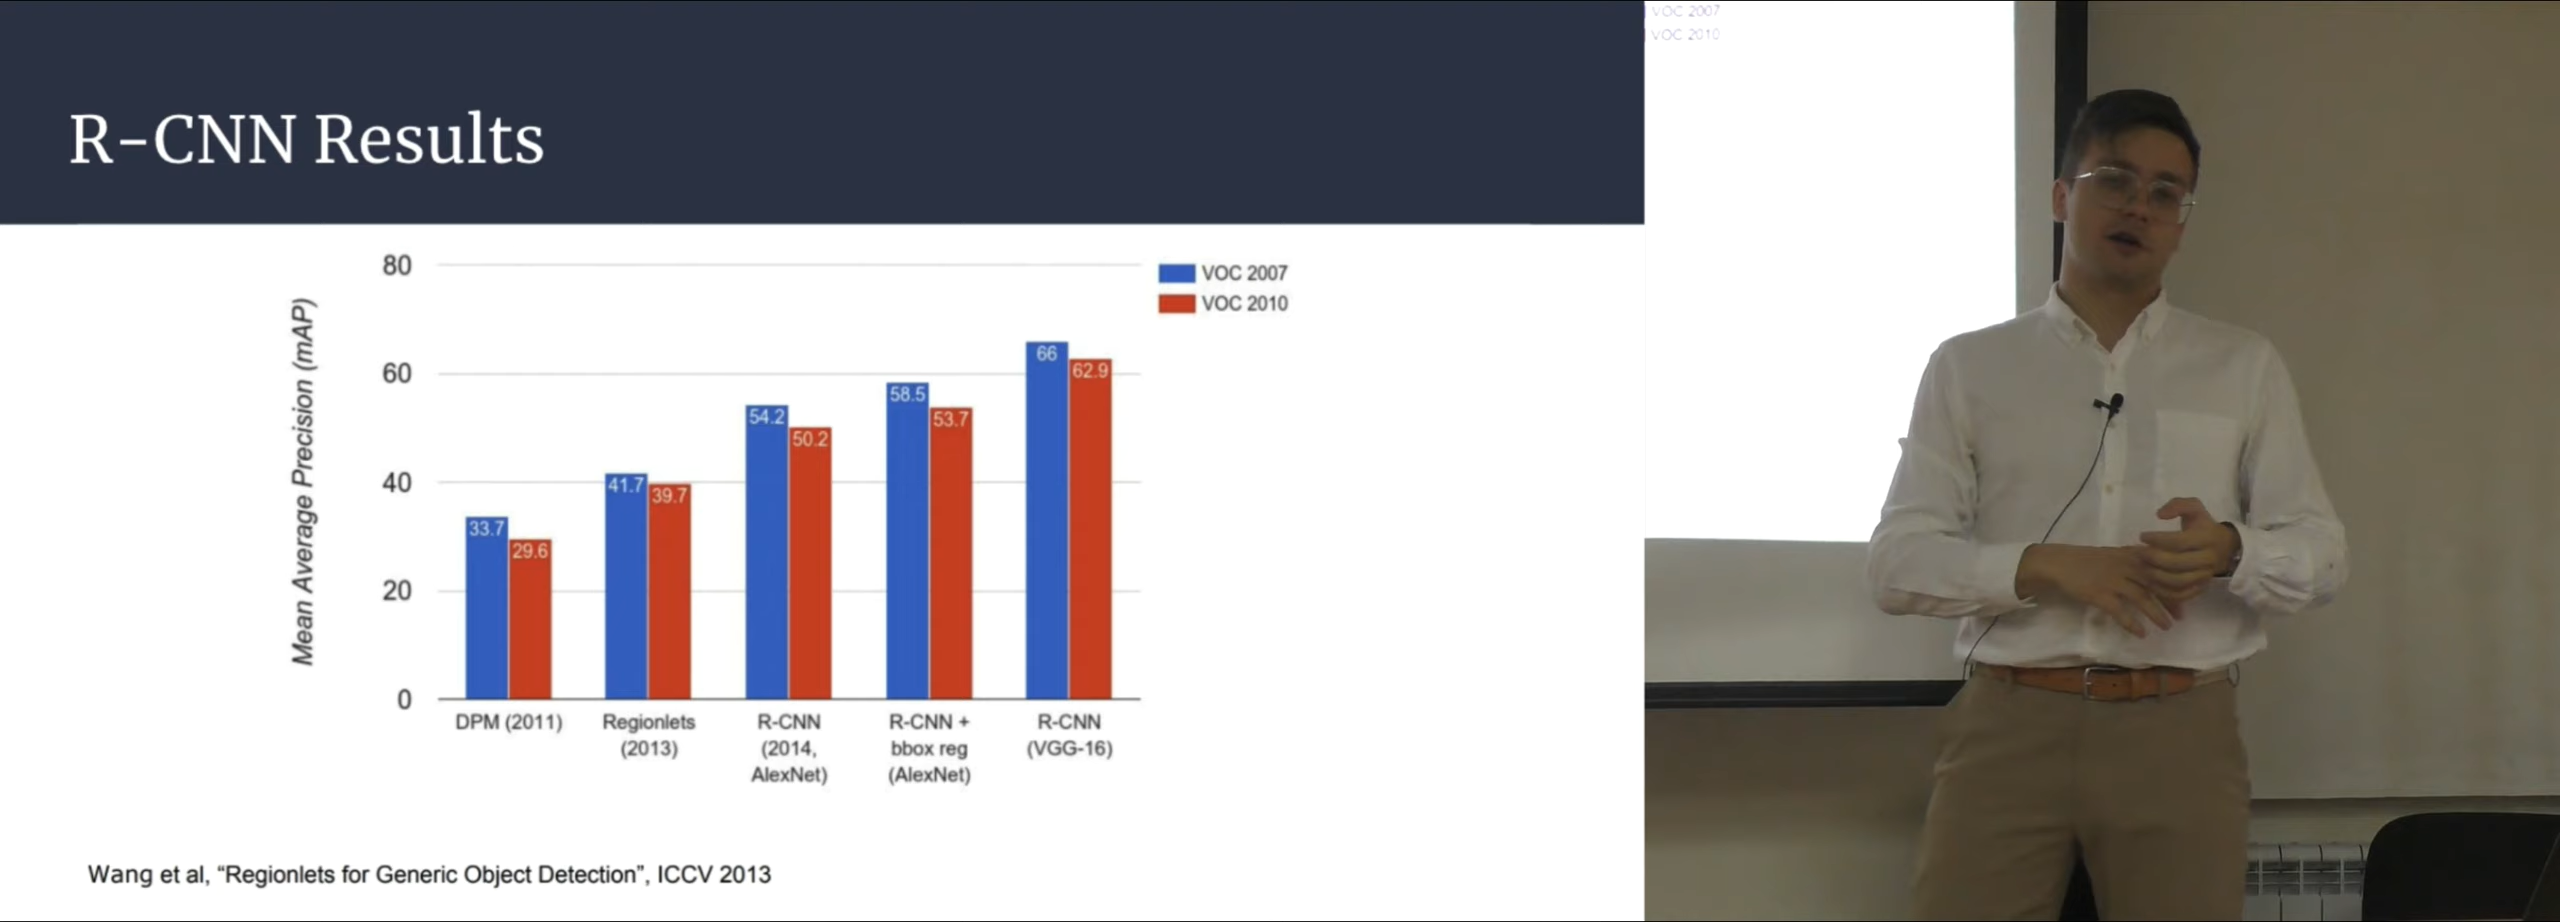 R-CNN Results
80
60
40
20
0
Mean Average Precision (mAP)
VOC 2007
VOC 2010
33.7
29.6
41.7
39.7
54.2
50.2
58.5
53.7
66
62.9
DPM (2011)
Regionlets
(2013)
R-CNN
(2014,
AlexNet)
R-CNN +
bbox reg
(AlexNet)
R-CNN
(VGG-16)
Wang et al, “Regionlets for Generic Object Detection”, ICCV 2013
VOC 2007
VOC 2010